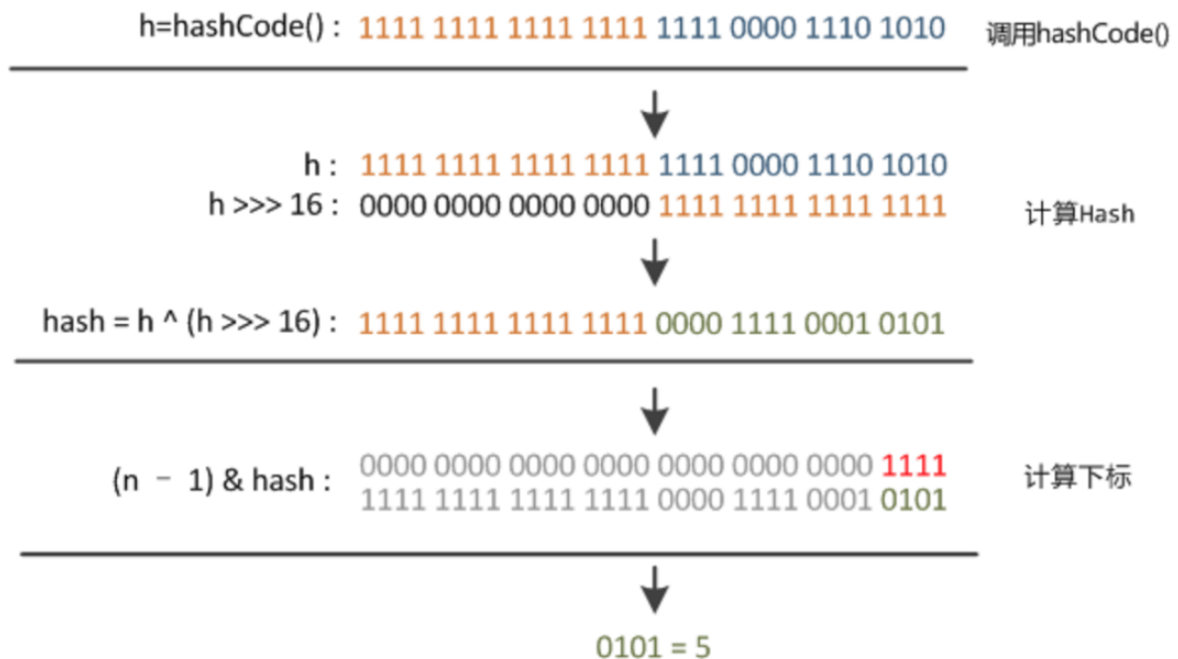 h=hashCode() : 1111 1111 1111 1111 1111 0000 1110 1010 调用hashCode()
h : 1111 1111 1111 1111 1111 0000 1110 1010
h >>> 16 : 0000 0000 0000 0000 1111 1111 1111 1111
计算Hash
hash = h ^ (h >>> 16) : 1111 1111 1111 1111 0000 1111 0001 0101
0000 0000 0000 0000 0000 0000 0000 1111
(n － 1) & hash : 计算下标
1111 1111 1111 1111 0000 1111 0001 0101
0101 = 5